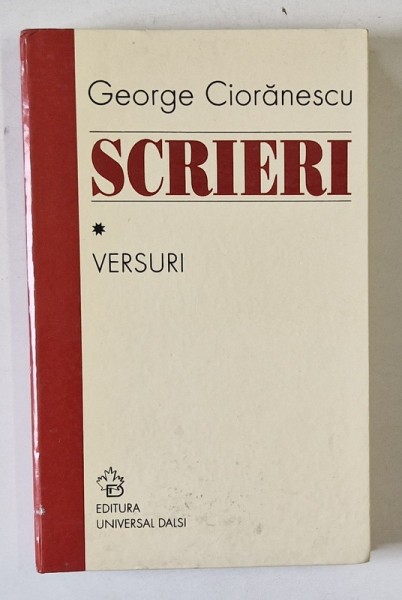 George Ciorănescu
SCRIERI
*
VERSURI
EDITURA
UNIVERSAL DALSI